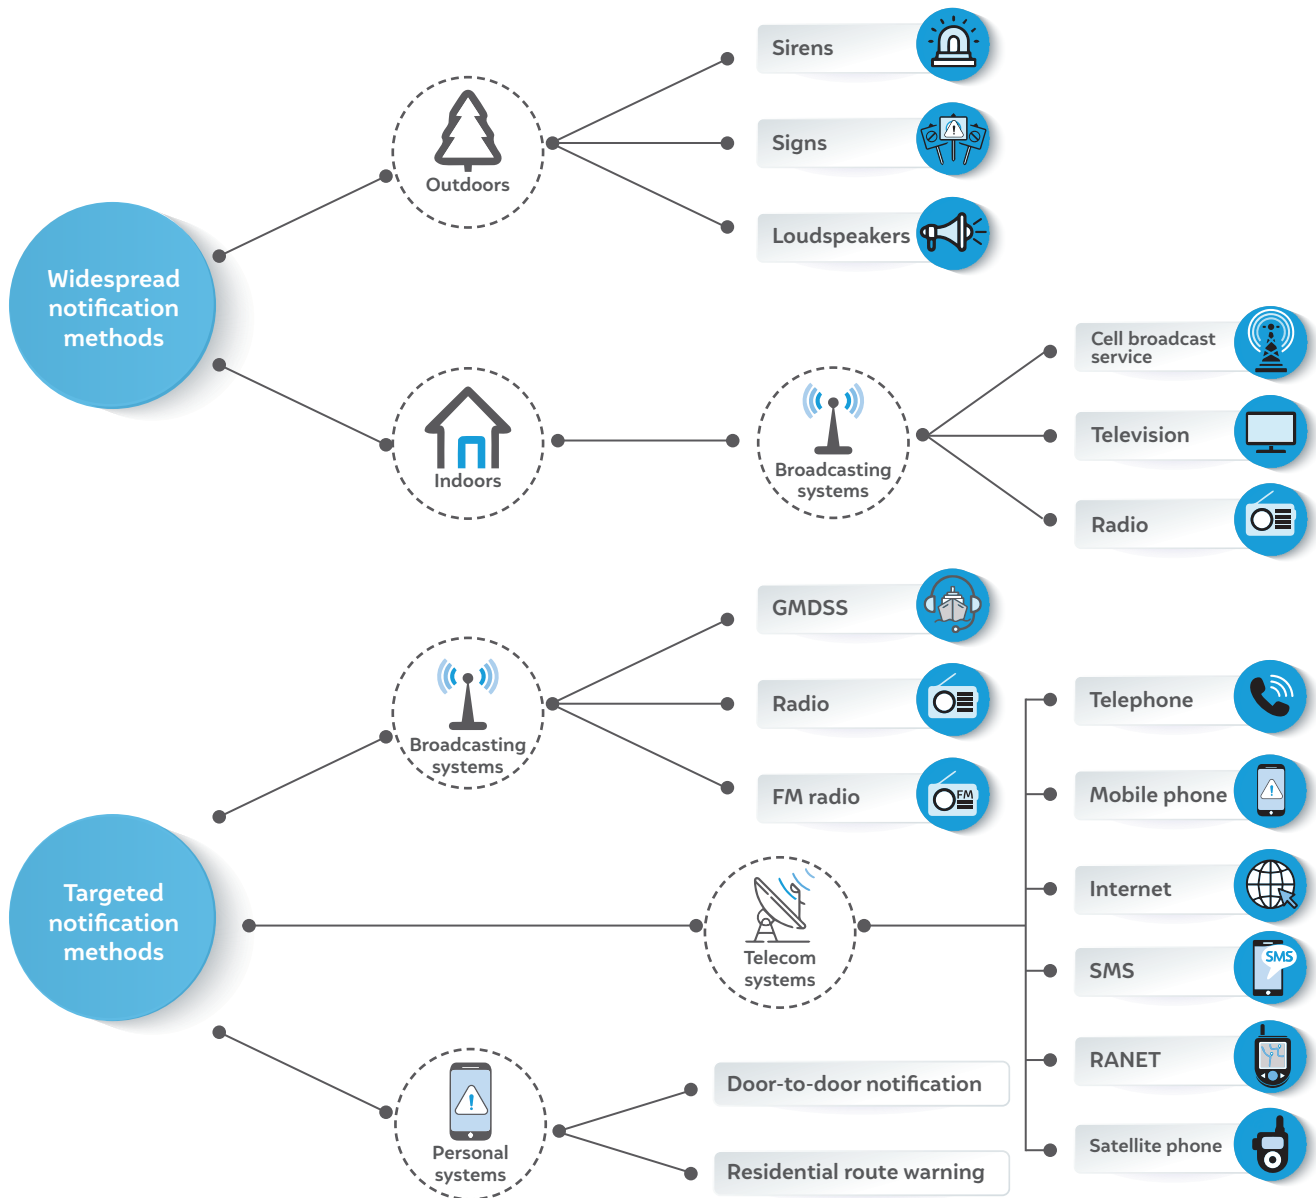 Widespread
notification
methods
Outdoors
Sirens
Signs
Loudspeakers
Indoors
Broadcasting
systems
Cell broadcast
service
Television
Radio
Targeted
notification
methods
Broadcasting
systems
GMDSS
Radio
FM radio
FM
Telecom
systems
Telephone
Mobile phone
Internet
SMS
SMS
RANET
Satellite phone
Personal
systems
Door-to-door notification
Residential route warning